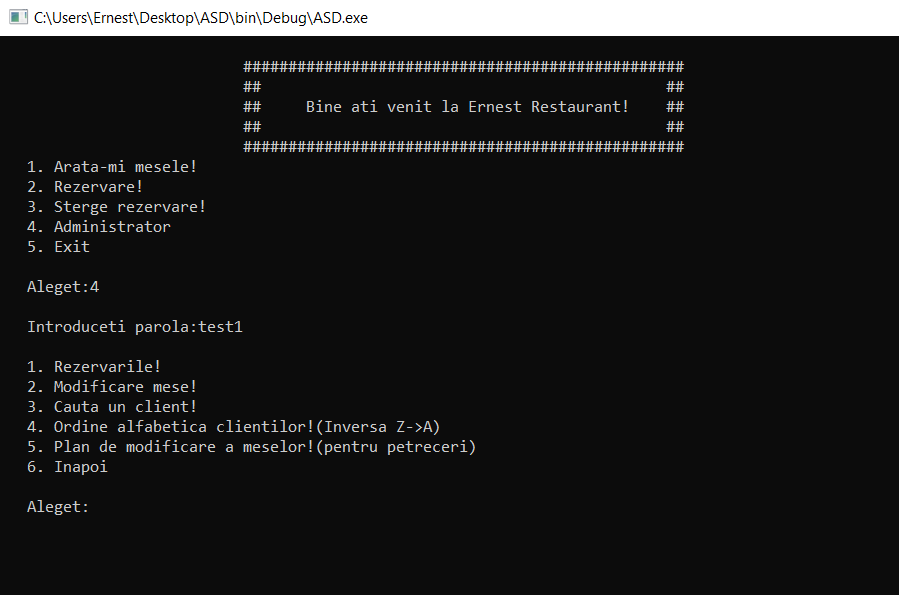 C:\Users\Ernest\Desktop\ASD\bin\Debug\ASD.exe
#################################################
## ##
## Bine ati venit la Ernest Restaurant! ##
## ##
#################################################
1. Arata-mi mesele!
2. Rezervare!
3. Sterge rezervare!
4. Administrator
5. Exit
Aleget:4
Introduceti parola:test1
1. Rezervarile!
2. Modificare mese!
3. Cauta un client!
4. Ordine alfabetica clientilor!(Inversa Z->A)
5. Plan de modificare a meselor!(pentru petreceri)
6. Inapoi
Aleget: